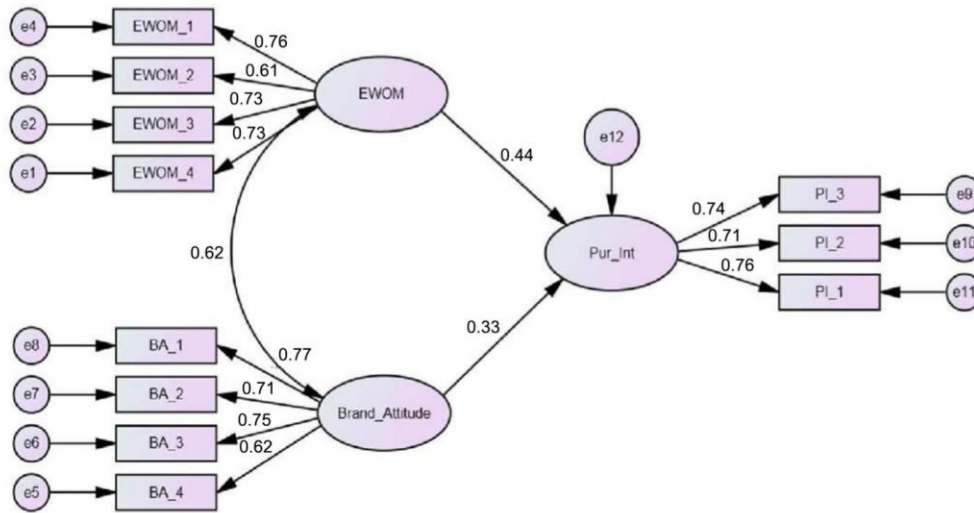 e4
EWOM_1
0.76
e3
EWOM_2
0.61
EWOM
e2
EWOM_3
0.73
e1
EWOM_4
0.73
0.44
e12
0.62
Pur_Int
0.74
PI_3
e9
0.71
PI_2
e10
0.76
PI_1
e11
0.33
e8
BA_1
0.77
e7
BA_2
0.71
Brand_Attitude
e6
BA_3
0.75
e5
BA_4
0.62